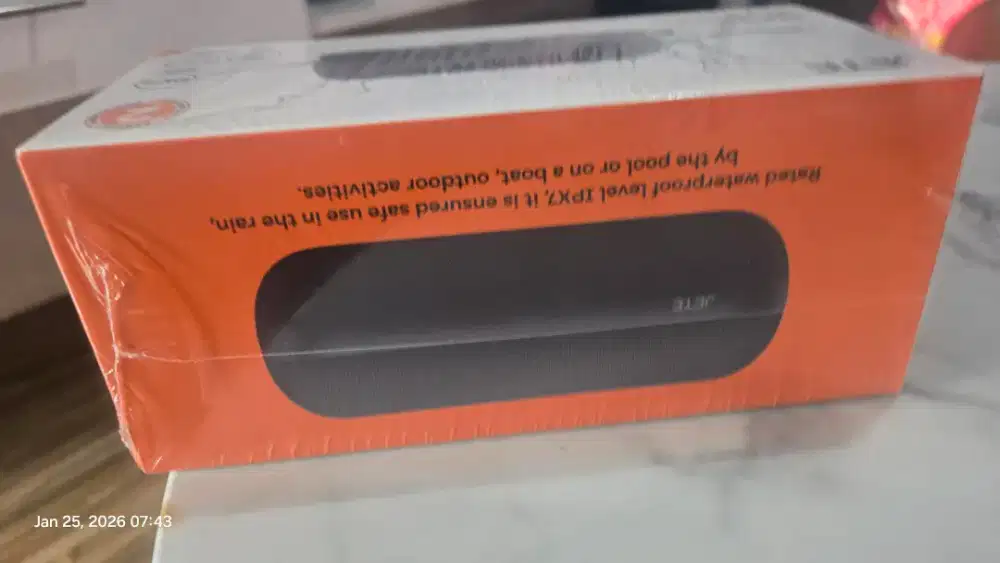 Rated waterproof level IPX7, it is ensured safe use in the rain,
by the pool or on a boat, outdoor activities.
JETE
Jan 25, 2026 07:43